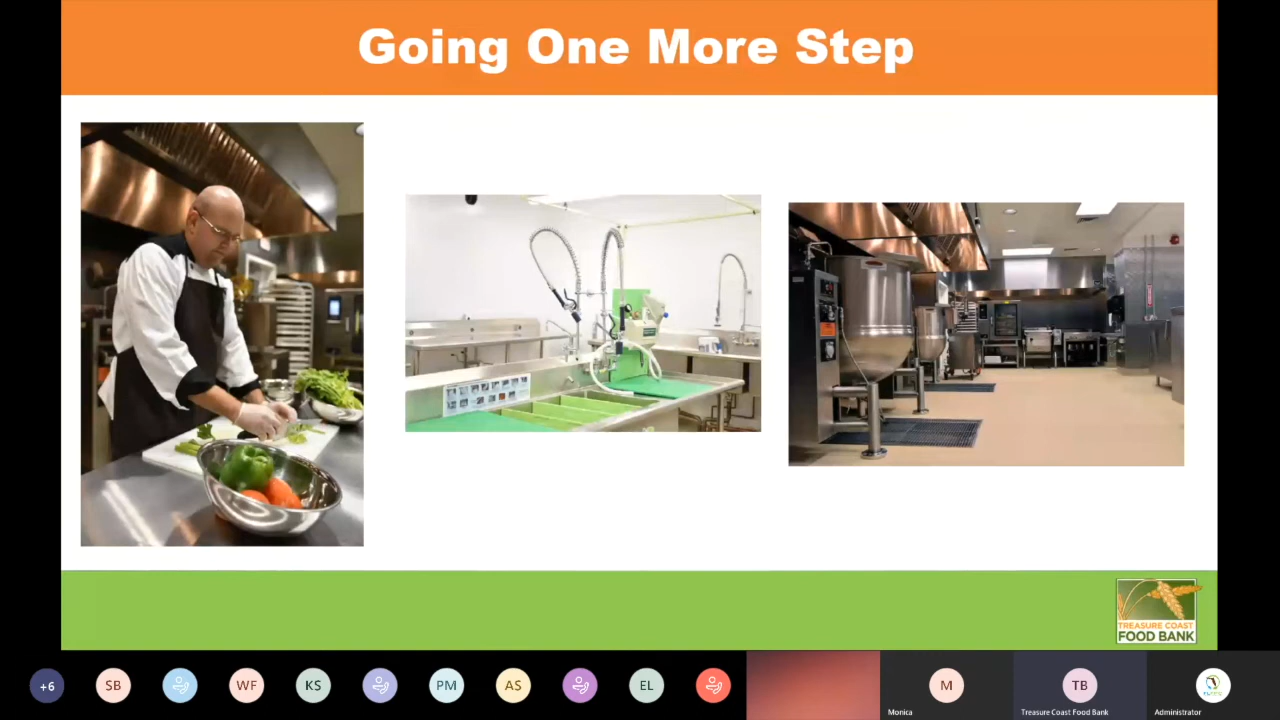 Going One More Step
TREASURE COAST
FOOD BANK
+6
SB
WF
KS
PM
AS
EL
M
TB
Monica
Treasure Coast Food Bank
Administrator